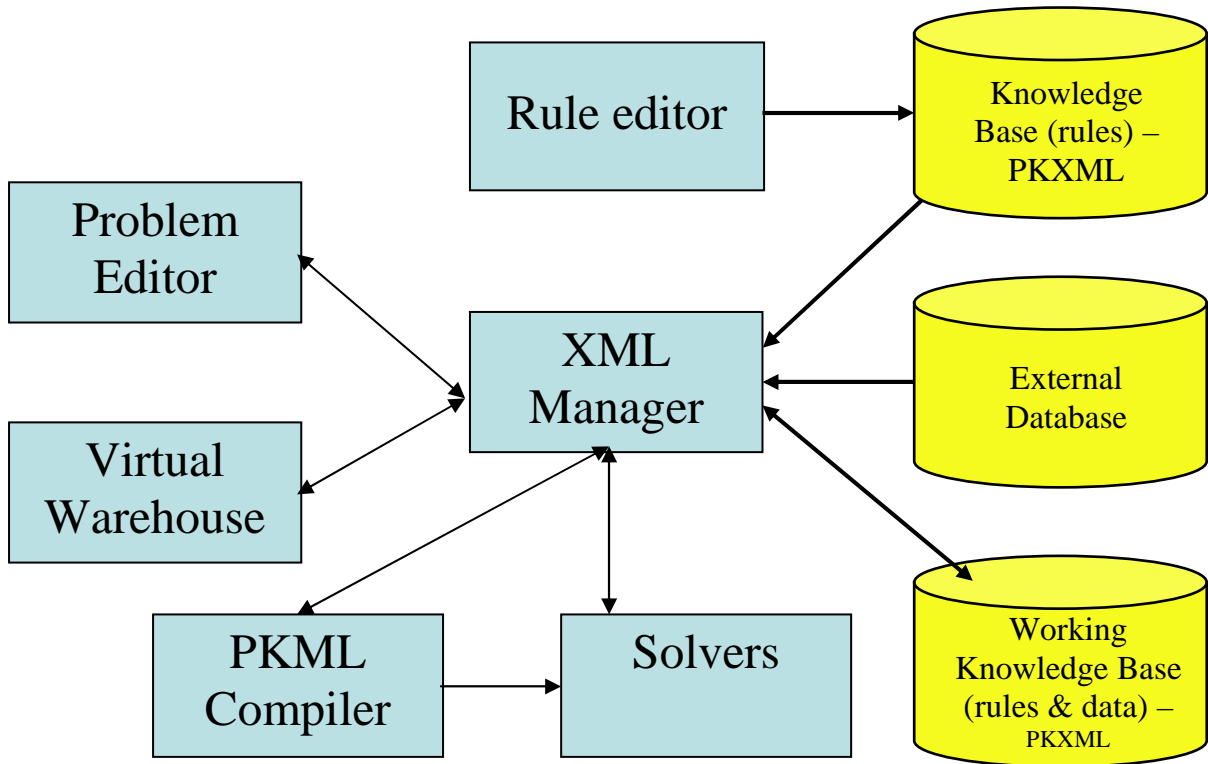 Rule editor
Knowledge
Base (rules) –
PKXML
Problem
Editor
XML
Manager
External
Database
Virtual
Warehouse
PKML
Compiler
Solvers
Working
Knowledge Base
(rules & data) –
PKXML